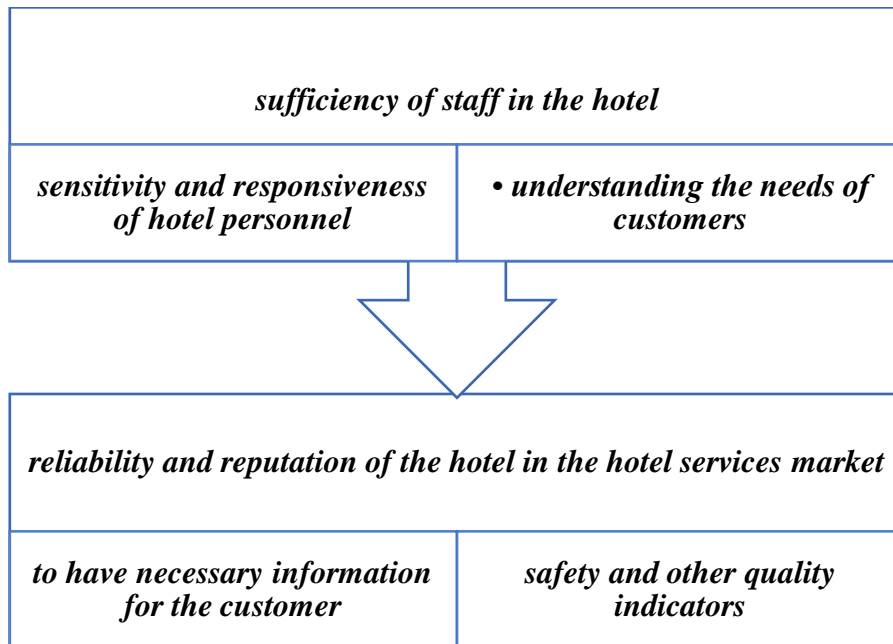 sufficiency of staff in the hotel
sensitivity and responsiveness
of hotel personnel
• understanding the needs of
customers
reliability and reputation of the hotel in the hotel services market
to have necessary information
for the customer
safety and other quality
indicators